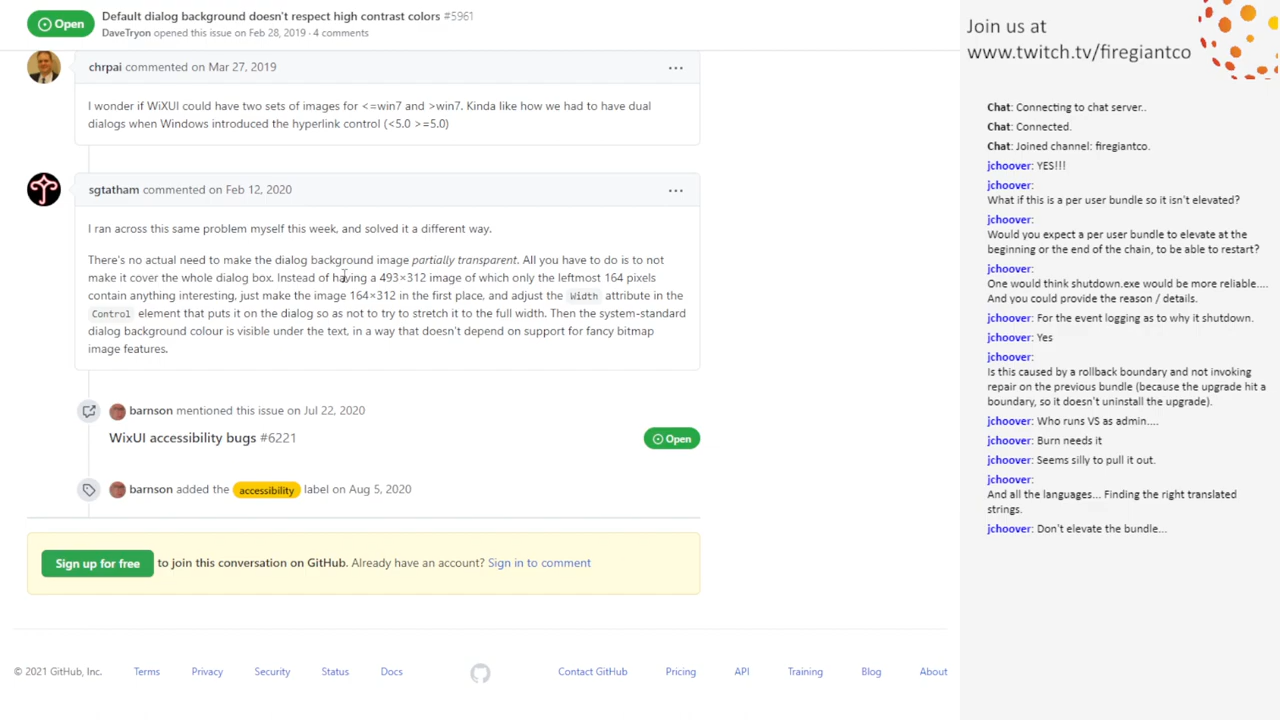 Open
Default dialog background doesn't respect high contrast colors #5961
DaveTryon opened this issue on Feb 28, 2019 · 4 comments
chrpai commented on Mar 27, 2019
I wonder if WiXUI could have two sets of images for <=win7 and >win7. Kinda like how we had to have dual
dialogs when Windows introduced the hyperlink control (<5.0 >=5.0)
sgtatham commented on Feb 12, 2020
I ran across this same problem myself this week, and solved it a different way.
There's no actual need to make the dialog background image partially transparent. All you have to do is to not
make it cover the whole dialog box. Instead of having a 493×312 image of which only the leftmost 164 pixels
contain anything interesting, just make the image 164×312 in the first place, and adjust the Width attribute in the
Control element that puts it on the dialog so as not to try to stretch it to the full width. Then the system-standard
dialog background colour is visible under the text, in a way that doesn't depend on support for fancy bitmap
image features.
barnson mentioned this issue on Jul 22, 2020
WixUI accessibility bugs #6221
Open
barnson added the accessibility label on Aug 5, 2020
Sign up for free to join this conversation on GitHub. Already have an account? Sign in to comment
© 2021 GitHub, Inc. Terms Privacy Security Status Docs Contact GitHub Pricing API Training Blog About
Join us at
www.twitch.tv/firegiantco
Chat: Connecting to chat server..
Chat: Connected.
Chat: Joined channel: firegiantco.
jchoover: YES!!!
jchoover:
What if this is a per user bundle so it isn't elevated?
jchoover:
Would you expect a per user bundle to elevate at the
beginning or the end of the chain, to be able to restart?
jchoover:
One would think shutdown.exe would be more reliable....
And you could provide the reason / details.
jchoover: For the event logging as to why it shutdown.
jchoover: Yes
jchoover:
Is this caused by a rollback boundary and not invoking
repair on the previous bundle (because the upgrade hit a
boundary, so it doesn't uninstall the upgrade).
jchoover: Who runs VS as admin....
jchoover: Burn needs it
jchoover: Seems silly to pull it out.
jchoover:
And all the languages... Finding the right translated
strings.
jchoover: Don't elevate the bundle...